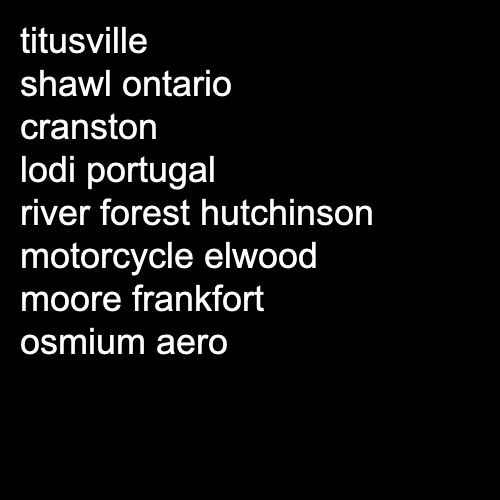 titusville
shawl ontario
cranston
lodi portugal
river forest hutchinson
motorcycle elwood
moore frankfort
osmium aero